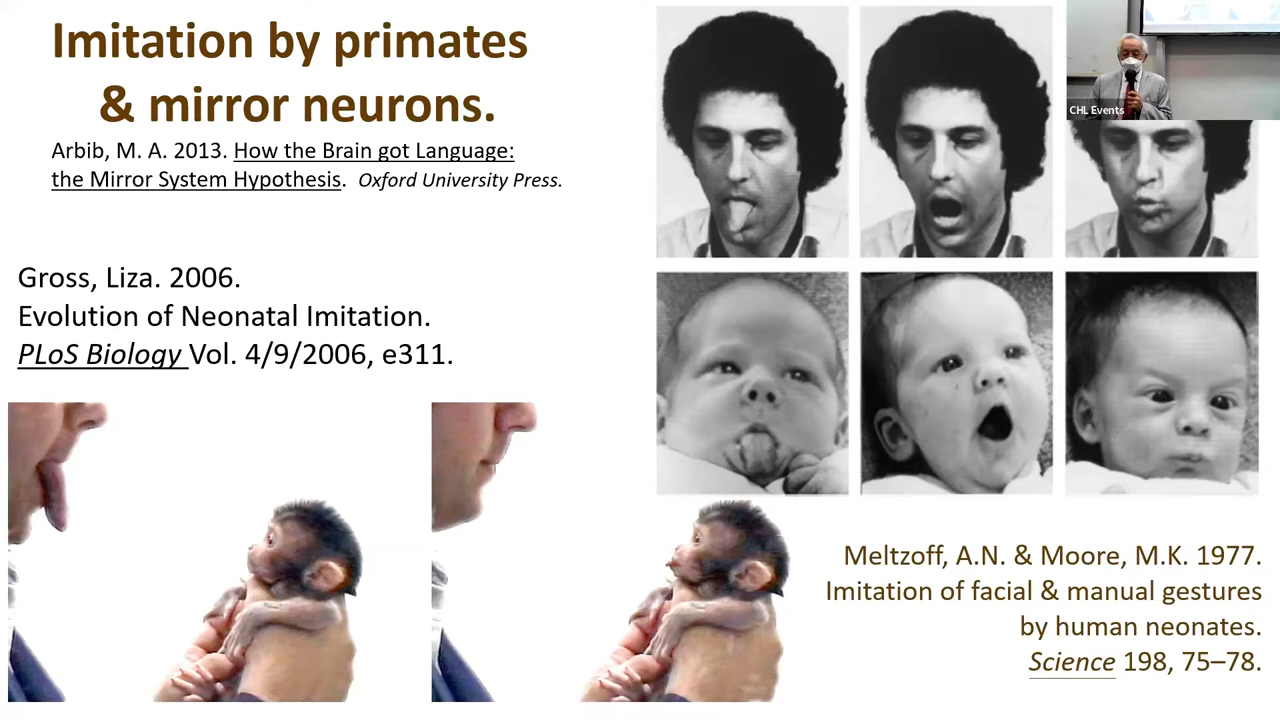 Imitation by primates
& mirror neurons.
Arbib, M. A. 2013. How the Brain got Language:
the Mirror System Hypothesis. Oxford University Press.
Gross, Liza. 2006.
Evolution of Neonatal Imitation.
PLoS Biology Vol. 4/9/2006, e311.
CHL Events
Meltzoff, A.N. & Moore, M.K. 1977.
Imitation of facial & manual gestures
by human neonates.
Science 198, 75–78.